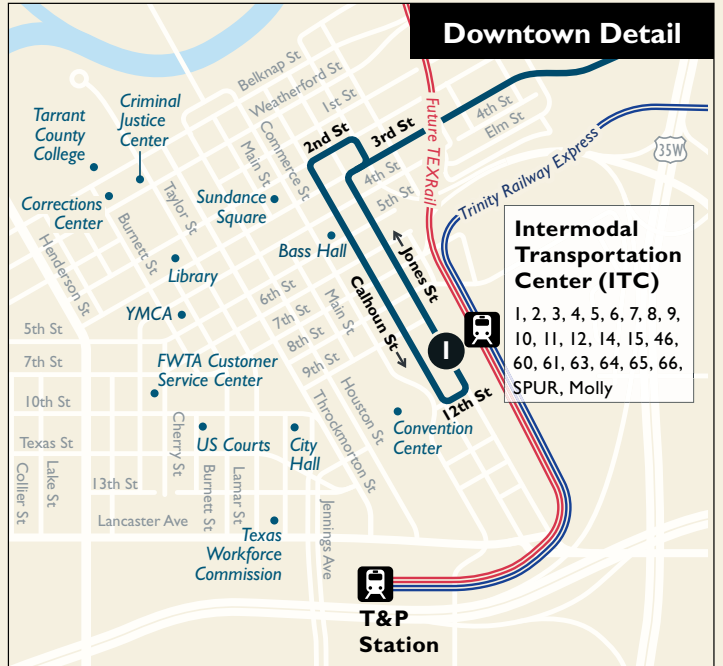 Downtown Detail
Belknap St
Weatherford St
1st St
Commerce St
Main St
2nd St
3rd St
4th St
Elm St
4th St
5th St
Future TEXRail
Trinity Railway Express
35W
Tarrant
County
College
Criminal
Justice
Center
Corrections
Center
Taylor St
Burnett St
Henderson St
Sundance
Square
Bass Hall
Library
YMCA
Jones St
Calhoun St
1
12th St
Intermodal
Transportation
Center (ITC)
1, 2, 3, 4, 5, 6, 7, 8, 9,
10, 11, 12, 14, 15, 46,
60, 61, 63, 64, 65, 66,
SPUR, Molly
6th St
7th St
8th St
9th St
Main St
Houston St
Throckmorton St
5th St
7th St
10th St
Texas St
13th St
Lancaster Ave
FWTA Customer
Service Center
Cherry St
US Courts
City
Hall
Convention
Center
Collier St
Lake St
Burnett St
Lamar St
Jennings Ave
Texas
Workforce
Commission
T&P
Station